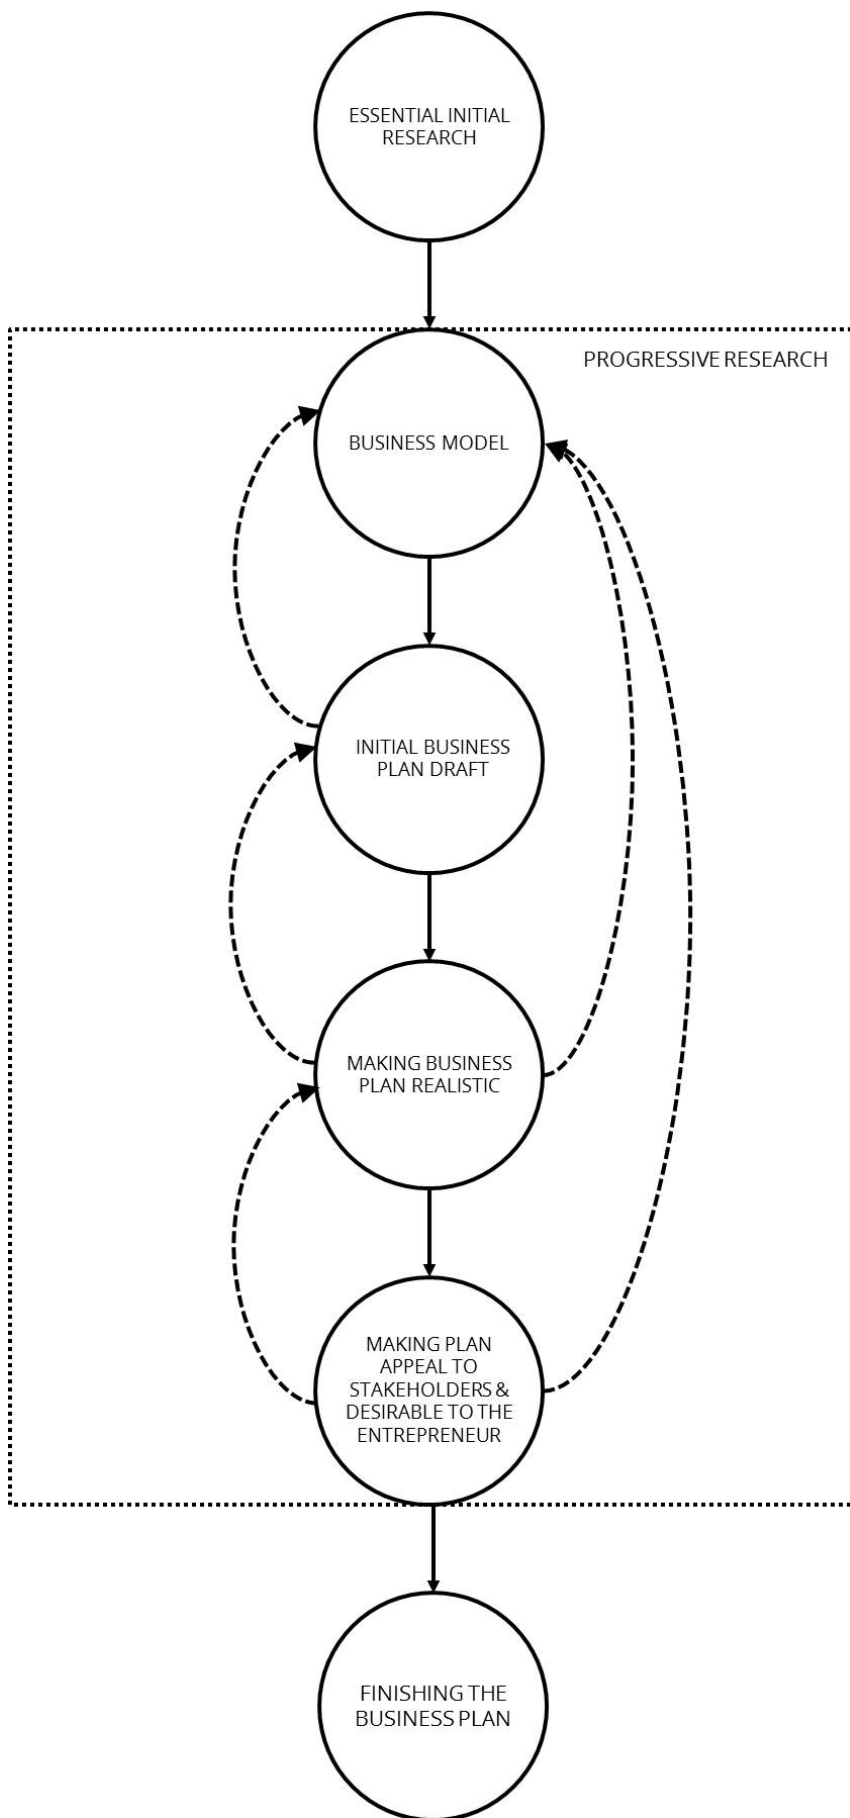 ESSENTIAL INITIAL
RESEARCH
PROGRESSIVE RESEARCH
BUSINESS MODEL
INITIAL BUSINESS
PLAN DRAFT
MAKING BUSINESS
PLAN REALISTIC
MAKING PLAN
APPEAL TO
STAKEHOLDERS &
DESIRABLE TO THE
ENTREPRENEUR
FINISHING THE
BUSINESS PLAN